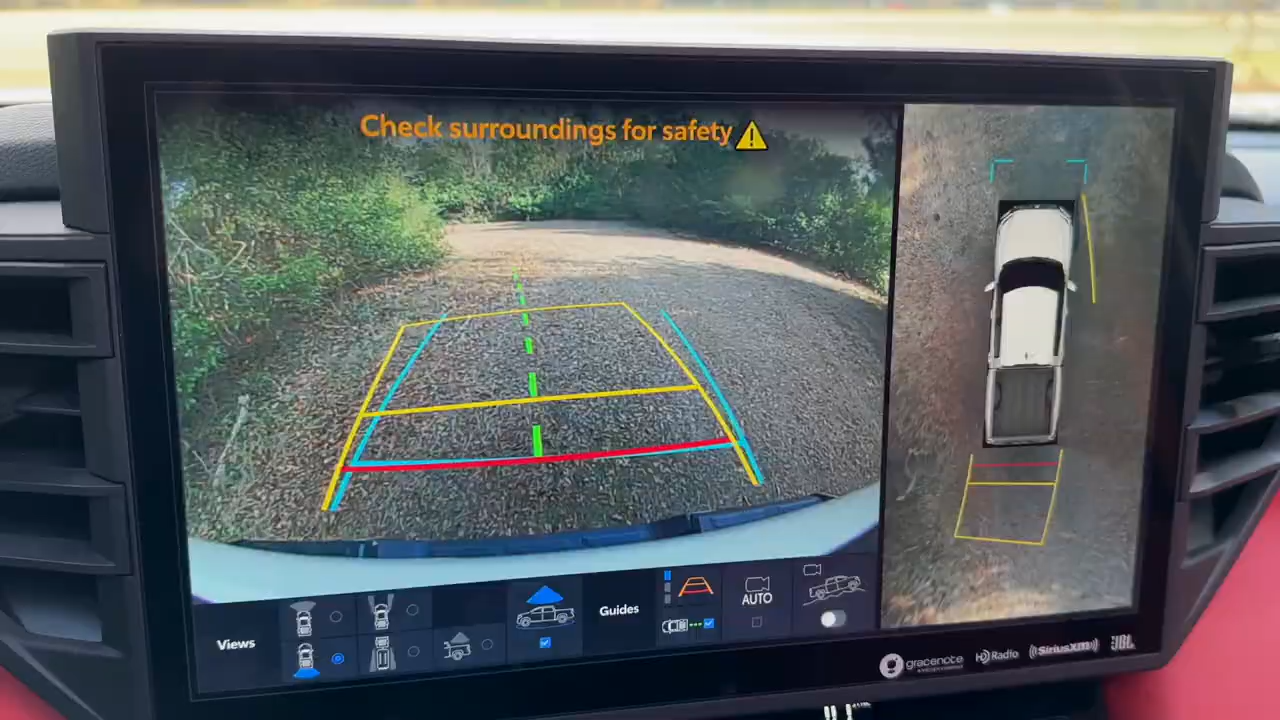 Check surroundings for safety
Views
Guides
AUTO
gracenote
HD Radio
SiriusXM
JBL